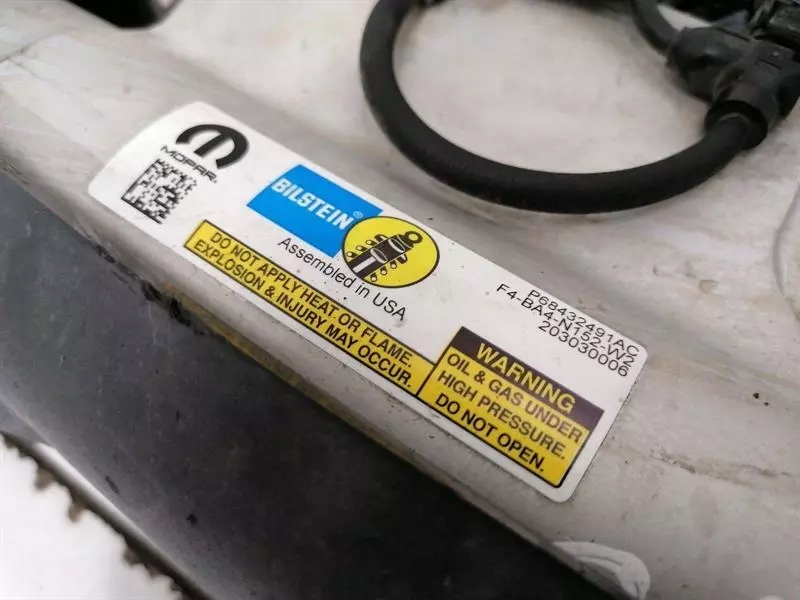 MOPAR.
BILSTEIN®
Assembled in USA
DO NOT APPLY HEAT OR FLAME.
EXPLOSION & INJURY MAY OCCUR.
P68432491AC
F4-BA4-N152-W2
203030006
WARNING
OIL & GAS UNDER
HIGH PRESSURE.
DO NOT OPEN.